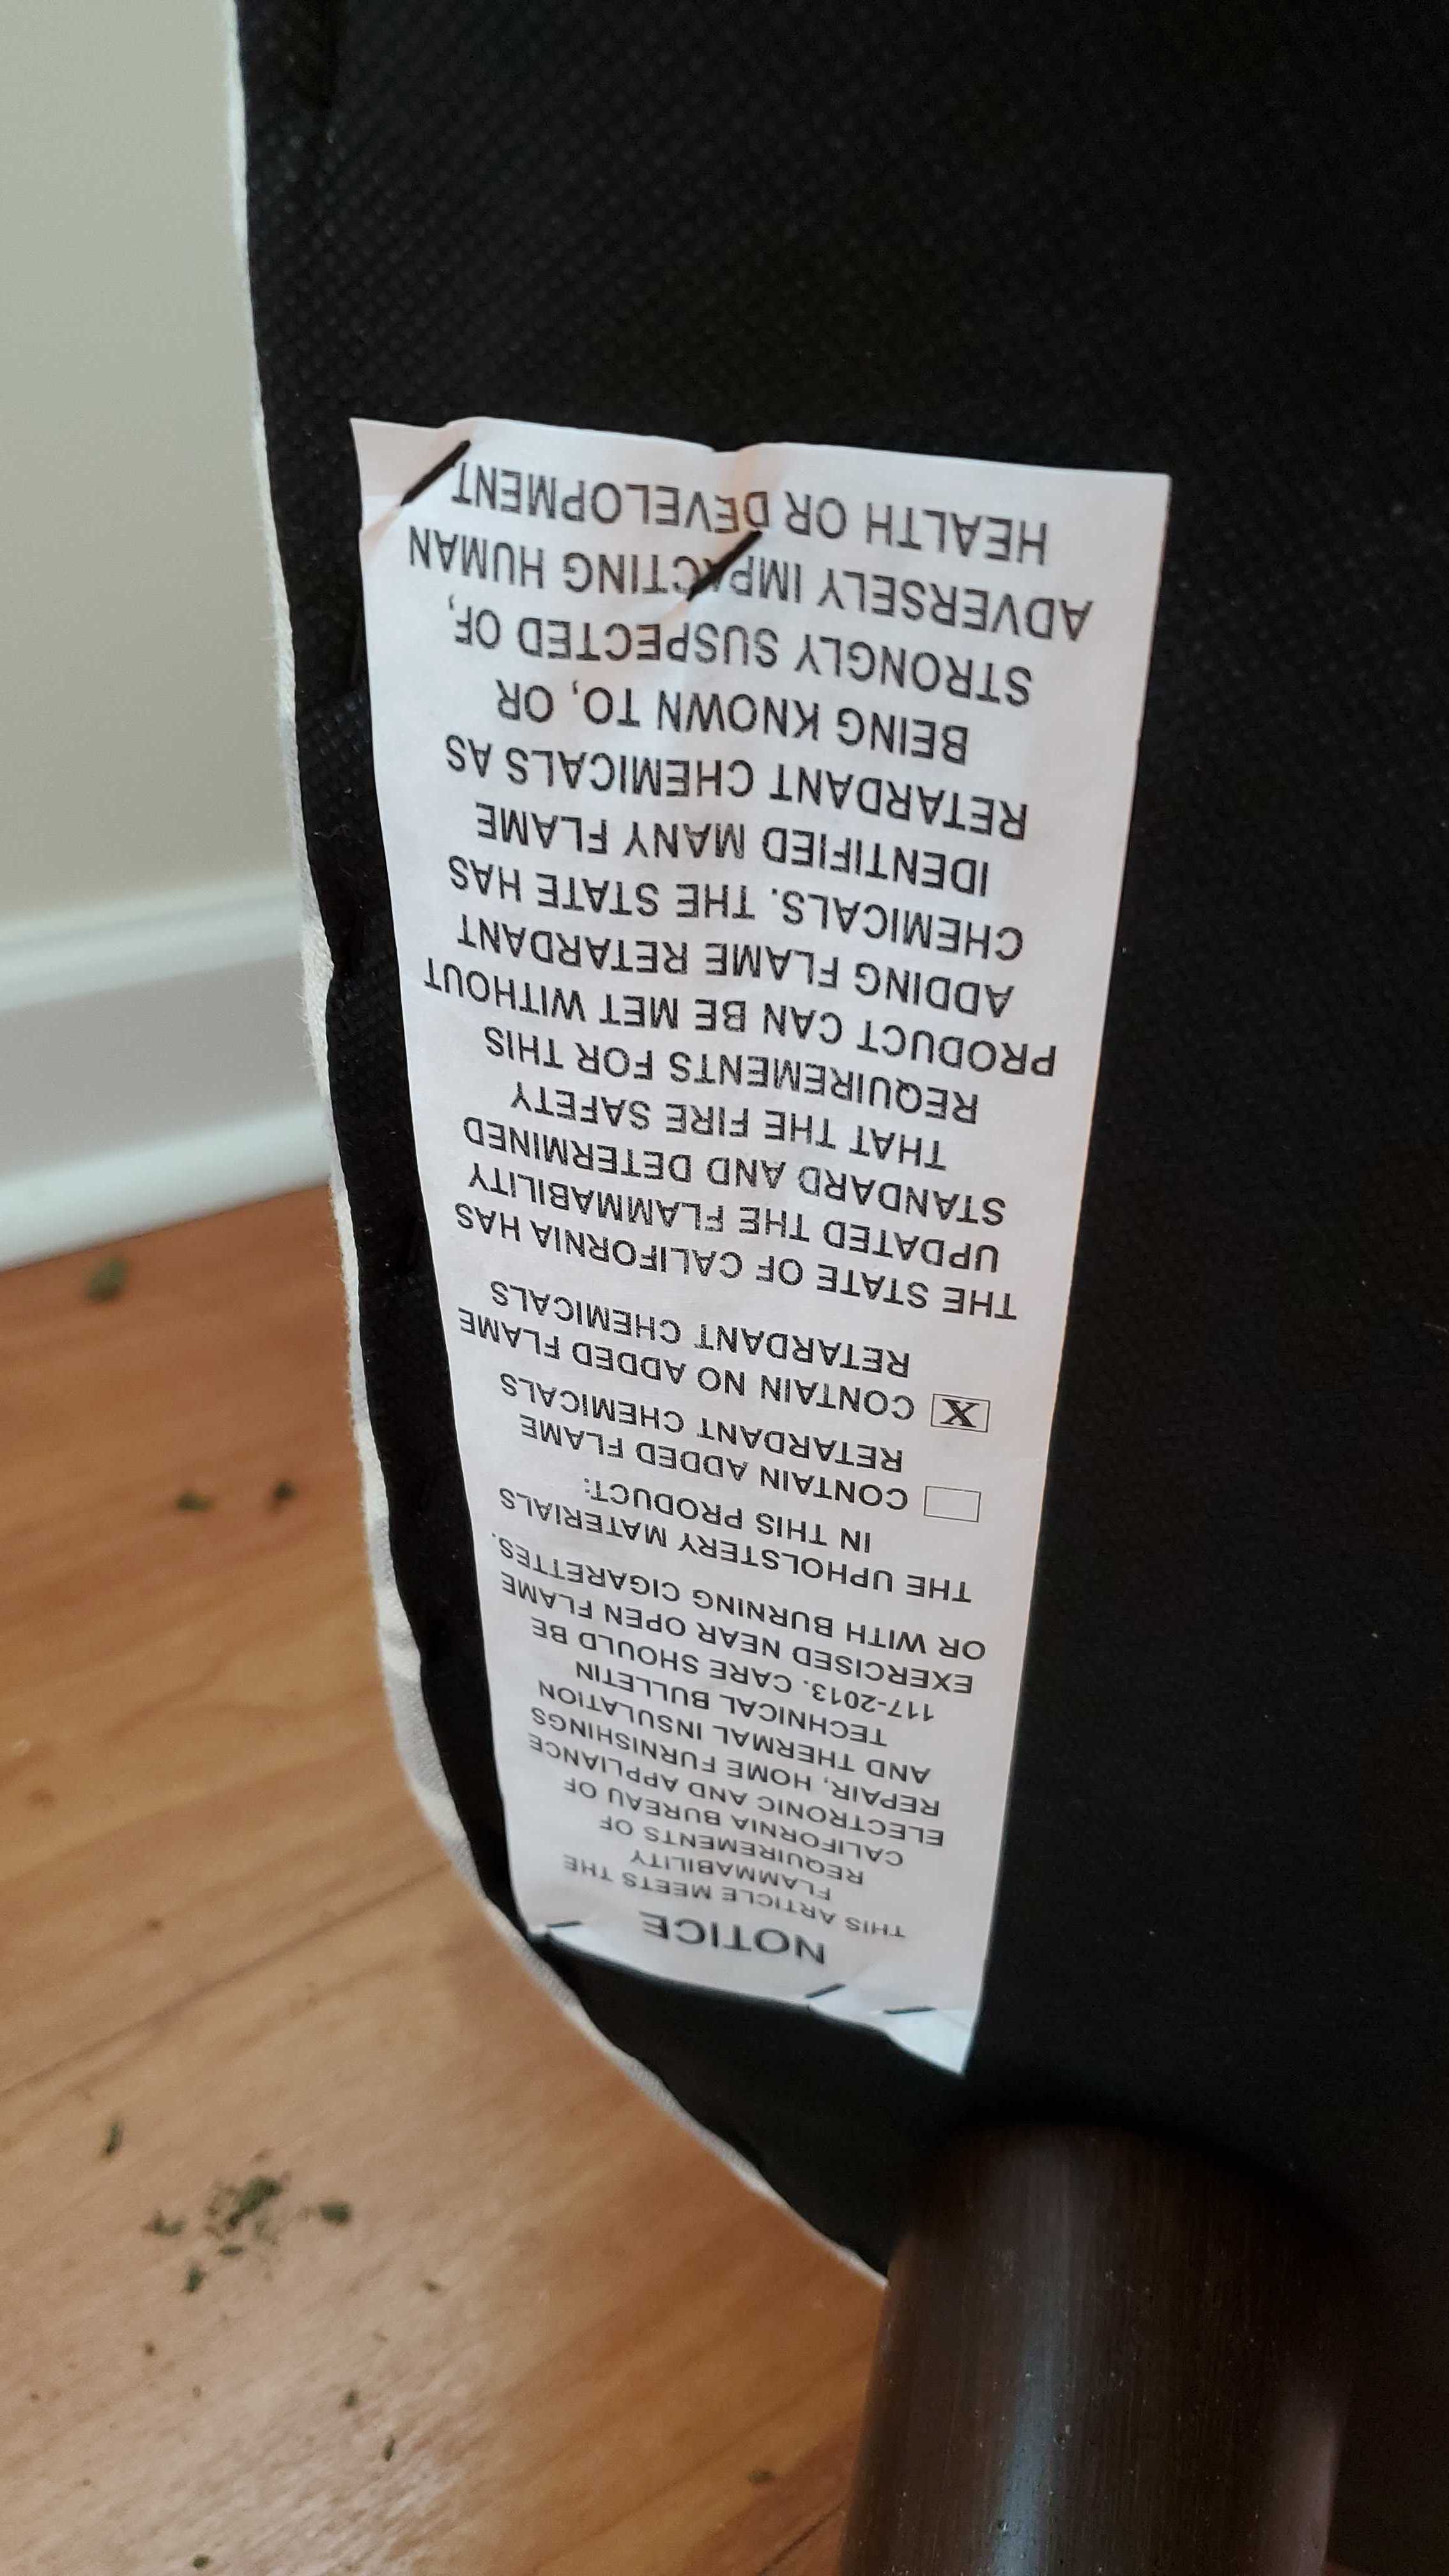 NOTICE
THIS ARTICLE MEETS THE
FLAMMABILITY
REQUIREMENTS OF
CALIFORNIA BUREAU OF
ELECTRONIC AND APPLIANCE
REPAIR, HOME FURNISHINGS
AND THERMAL INSULATION
TECHNICAL BULLETIN
117-2013. CARE SHOULD BE
EXERCISED NEAR OPEN FLAME
OR WITH BURNING CIGARETTES.
THE UPHOLSTERY MATERIALS
IN THIS PRODUCT:
CONTAIN ADDED FLAME
RETARDANT CHEMICALS
X CONTAIN NO ADDED FLAME
RETARDANT CHEMICALS
THE STATE OF CALIFORNIA HAS
UPDATED THE FLAMMABILITY
STANDARD AND DETERMINED
THAT THE FIRE SAFETY
REQUIREMENTS FOR THIS
PRODUCT CAN BE MET WITHOUT
ADDING FLAME RETARDANT
CHEMICALS. THE STATE HAS
IDENTIFIED MANY FLAME
RETARDANT CHEMICALS AS
BEING KNOWN TO, OR
STRONGLY SUSPECTED OF,
ADVERSELY IMPACTING HUMAN
HEALTH OR DEVELOPMENT.